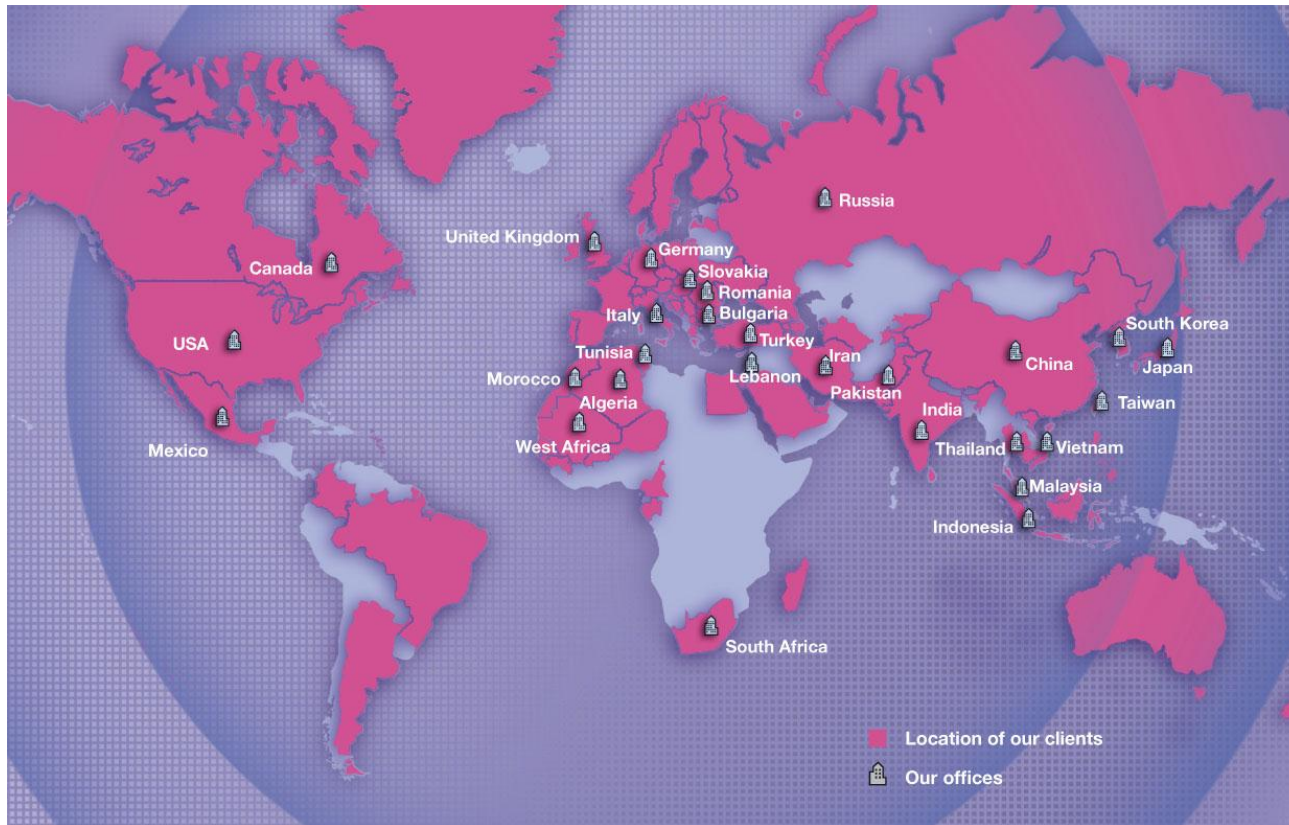 Russia
United Kingdom
Germany
Canada
Slovakia
Romania
Italy
Bulgaria
South Korea
USA
Turkey
Tunisia
Iran
China
Japan
Morocco
Lebanon
Pakistan
Algeria
India
Taiwan
West Africa
Mexico
Thailand
Vietnam
Malaysia
Indonesia
South Africa
Location of our clients
Our offices